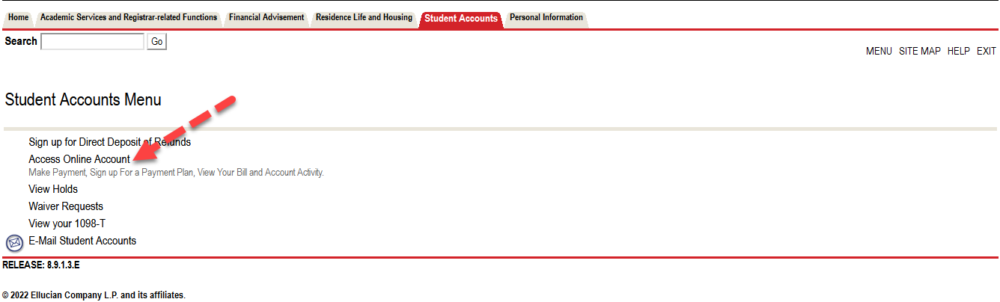 Home Academic Services and Registrar-related Functions Financial Advisement Residence Life and Housing Student Accounts Personal Information
Search Go
MENU SITE MAP HELP EXIT
Student Accounts Menu
Sign up for Direct Deposit of Refunds
Access Online Account
Make Payment, Sign up For a Payment Plan, View Your Bill and Account Activity.
View Holds
Waiver Requests
View your 1098-T
E-Mail Student Accounts
RELEASE: 8.9.1.3.E
© 2022 Ellucian Company L.P. and its affiliates.